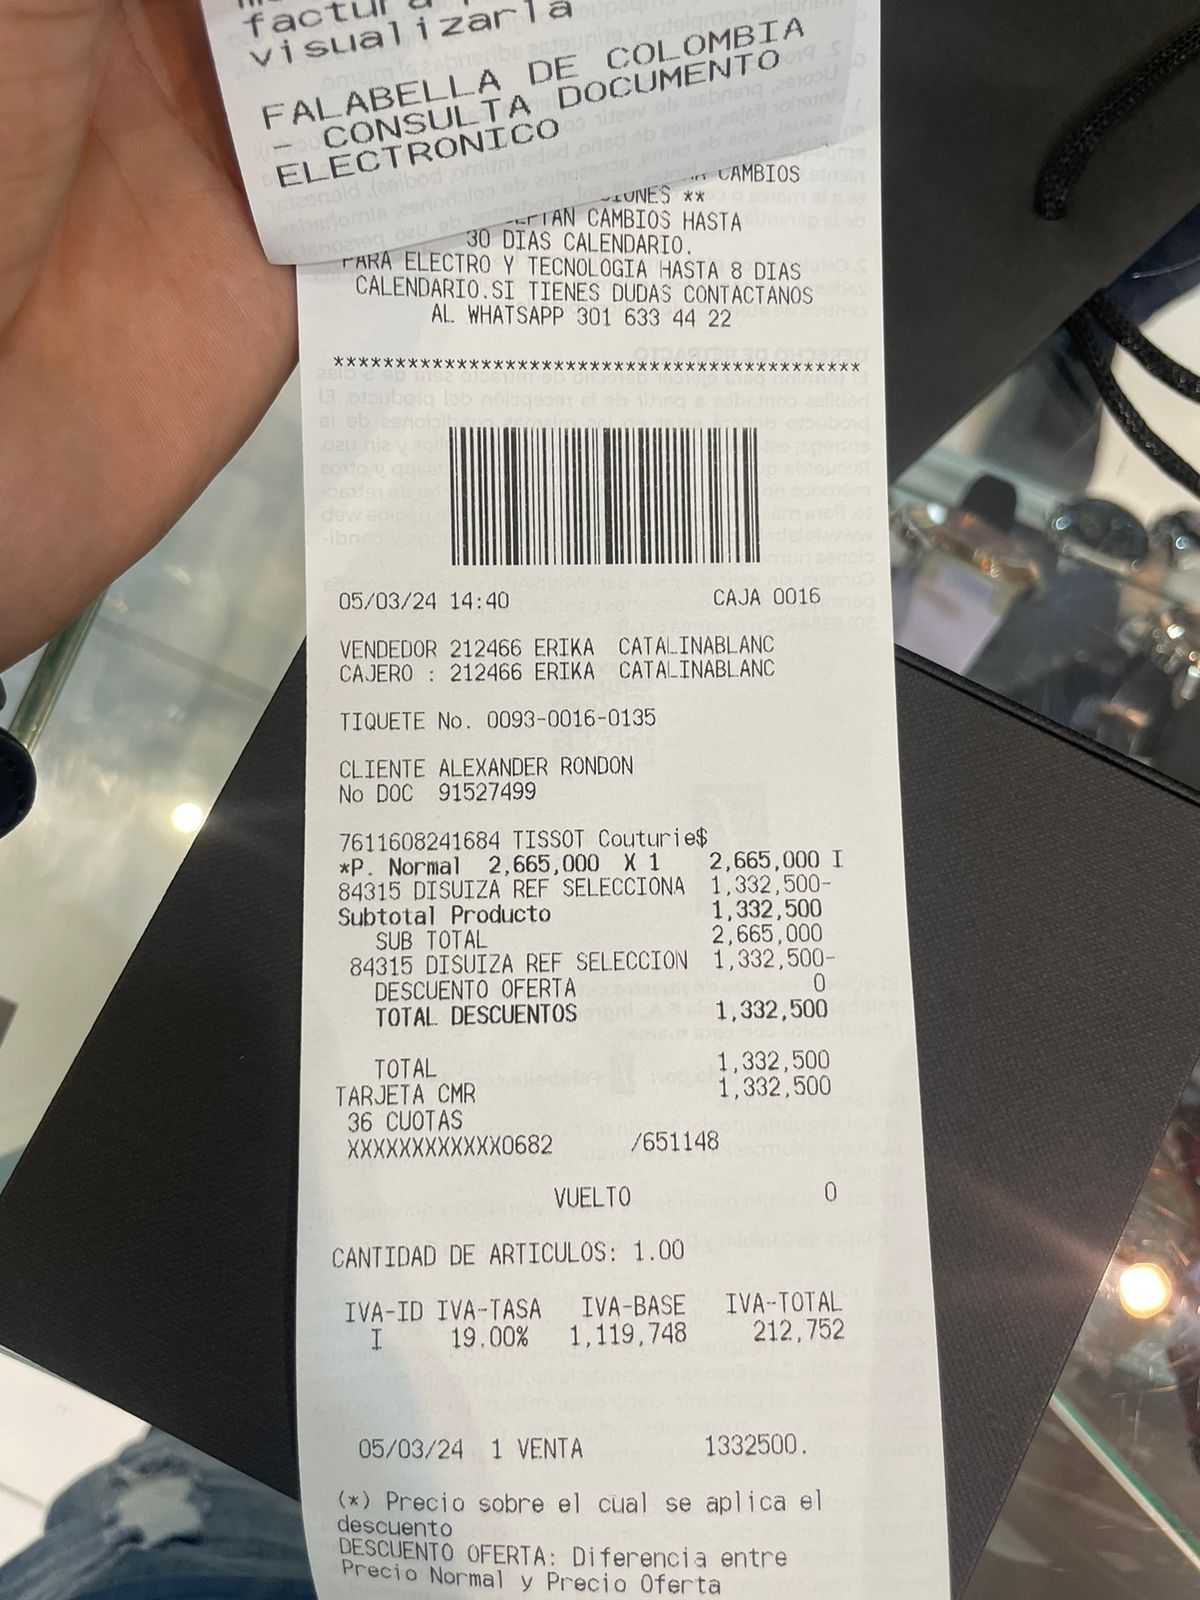 factura
visualizarla
FALABELLA DE COLOMBIA
- CONSULTA DOCUMENTO
ELECTRONICO
CAMBIOS
**
CAMBIOS HASTA
30 DIAS CALENDARIO.
PARA ELECTRO Y TECNOLOGIA HASTA 8 DIAS
CALENDARIO.SI TIENES DUDAS CONTACTANOS
AL WHATSAPP 301 633 44 22
*******************************************
05/03/24 14:40 CAJA 0016
VENDEDOR 212466 ERIKA CATALINABLANC
CAJERO : 212466 ERIKA CATALINABLANC
TIQUETE No. 0093-0016-0135
CLIENTE ALEXANDER RONDON
No DOC 91527499
7611608241684 TISSOT Couturie$
*P. Normal 2,665,000 X 1 2,665,000 I
84315 DISUIZA REF SELECCIONA 1,332,500-
Subtotal Producto 1,332,500
SUB TOTAL 2,665,000
84315 DISUIZA REF SELECCION 1,332,500-
DESCUENTO OFERTA 0
TOTAL DESCUENTOS 1,332,500
TOTAL 1,332,500
TARJETA CMR 1,332,500
36 CUOTAS
XXXXXXXXXXXX0682 /651148
VUELTO 0
CANTIDAD DE ARTICULOS: 1.00
IVA-ID IVA-TASA IVA-BASE IVA-TOTAL
I 19.00% 1,119,748 212,752
05/03/24 1 VENTA 1332500.
(*) Precio sobre el cual se aplica el
descuento
DESCUENTO OFERTA: Diferencia entre
Precio Normal y Precio Oferta